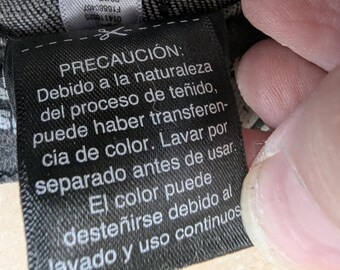 PRECAUCIÓN:
Debido a la naturaleza
del proceso de teñido,
puede haber transferen-
cia de color. Lavar por
separado antes de usar.
El color puede
desteñirse debido al
lavado y uso continuos